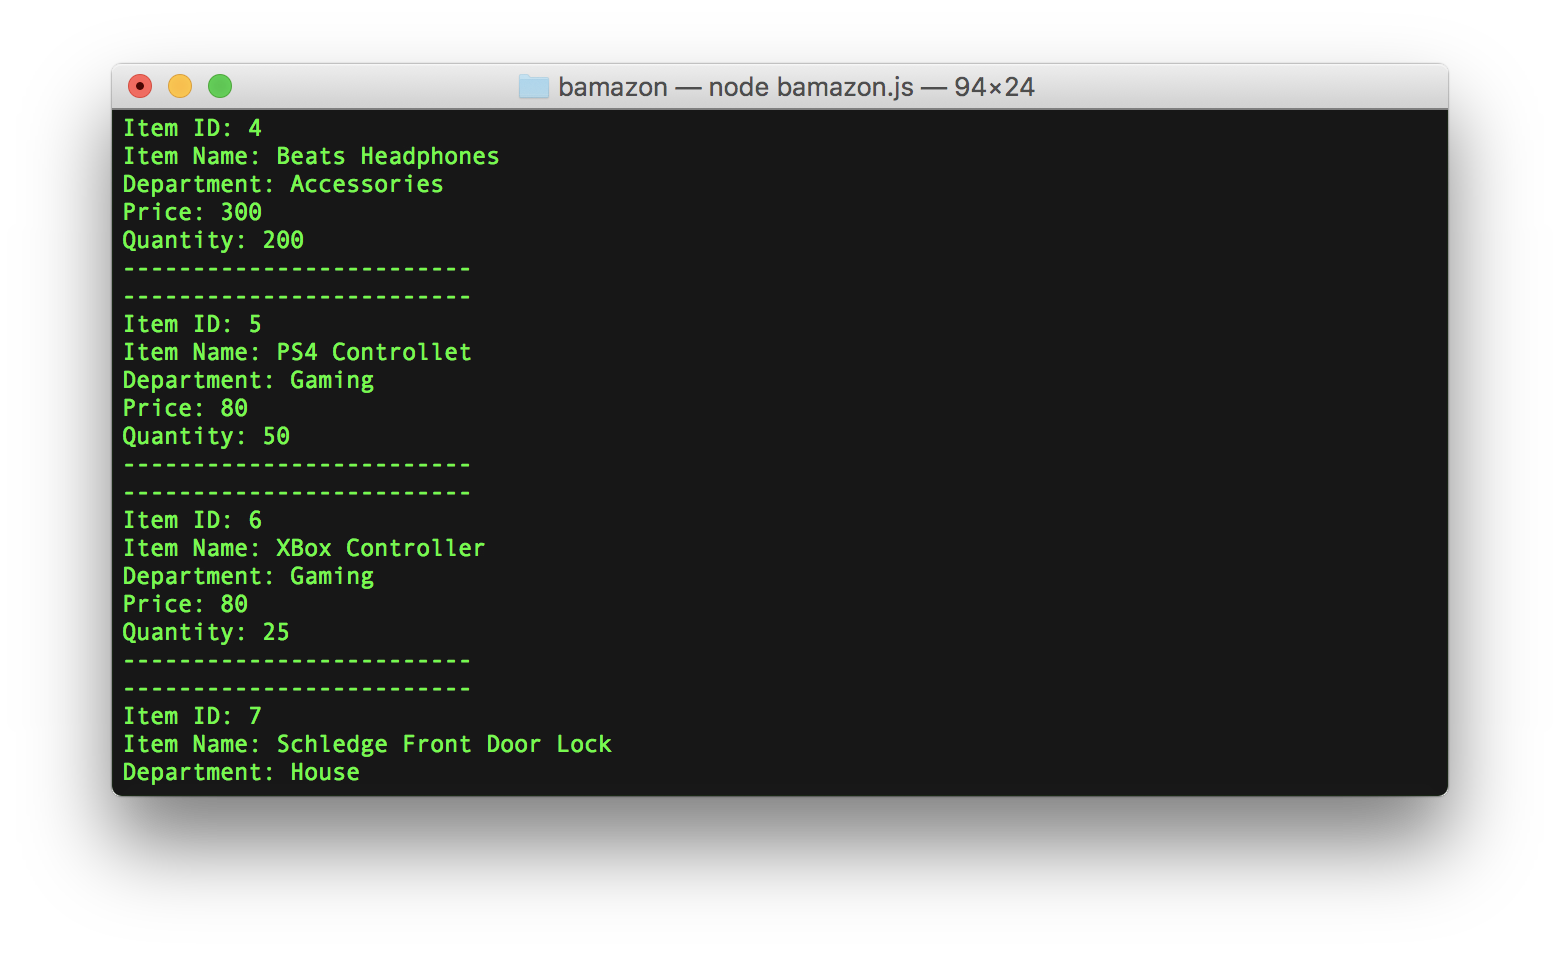 bamazon — node bamazon.js — 94×24
Item ID: 4
Item Name: Beats Headphones
Department: Accessories
Price: 300
Quantity: 200
-------------------------
-------------------------
Item ID: 5
Item Name: PS4 Controllet
Department: Gaming
Price: 80
Quantity: 50
-------------------------
-------------------------
Item ID: 6
Item Name: XBox Controller
Department: Gaming
Price: 80
Quantity: 25
-------------------------
-------------------------
Item ID: 7
Item Name: Schledge Front Door Lock
Department: House